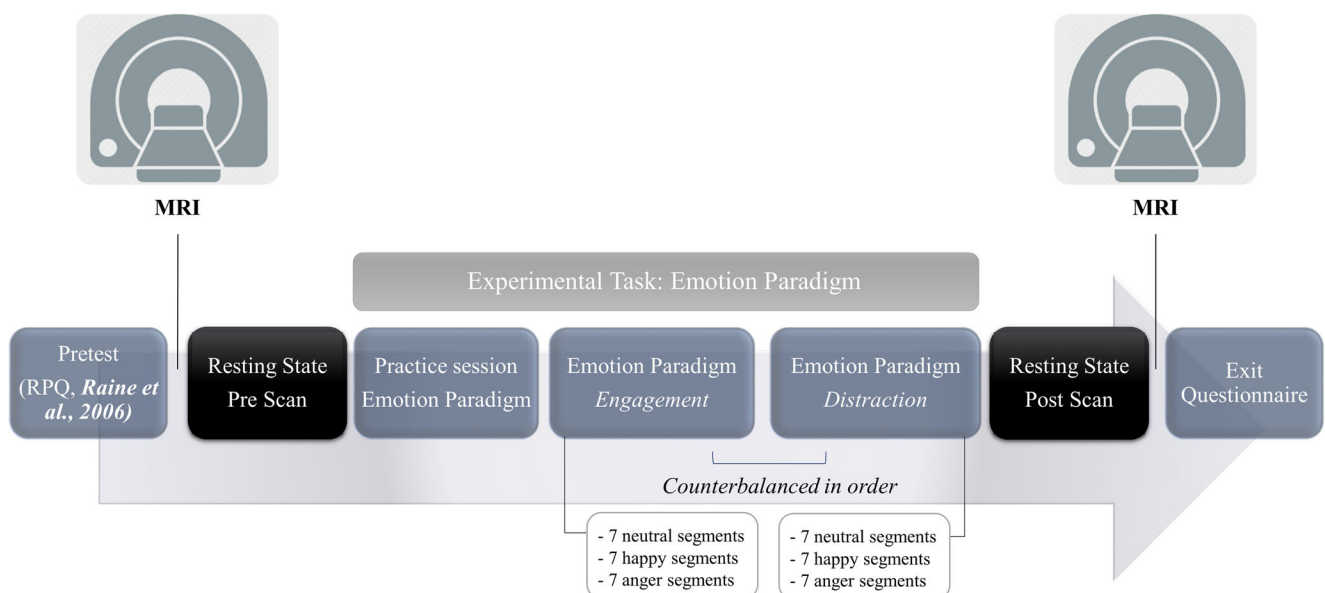 MRI
MRI
Experimental Task: Emotion Paradigm
Pretest
(RPQ, Raine et
al., 2006)
Resting State
Pre Scan
Practice session
Emotion Paradigm
Emotion Paradigm
Engagement
Emotion Paradigm
Distraction
Resting State
Post Scan
Exit
Questionnaire
Counterbalanced in order
- 7 neutral segments
- 7 happy segments
- 7 anger segments
- 7 neutral segments
- 7 happy segments
- 7 anger segments